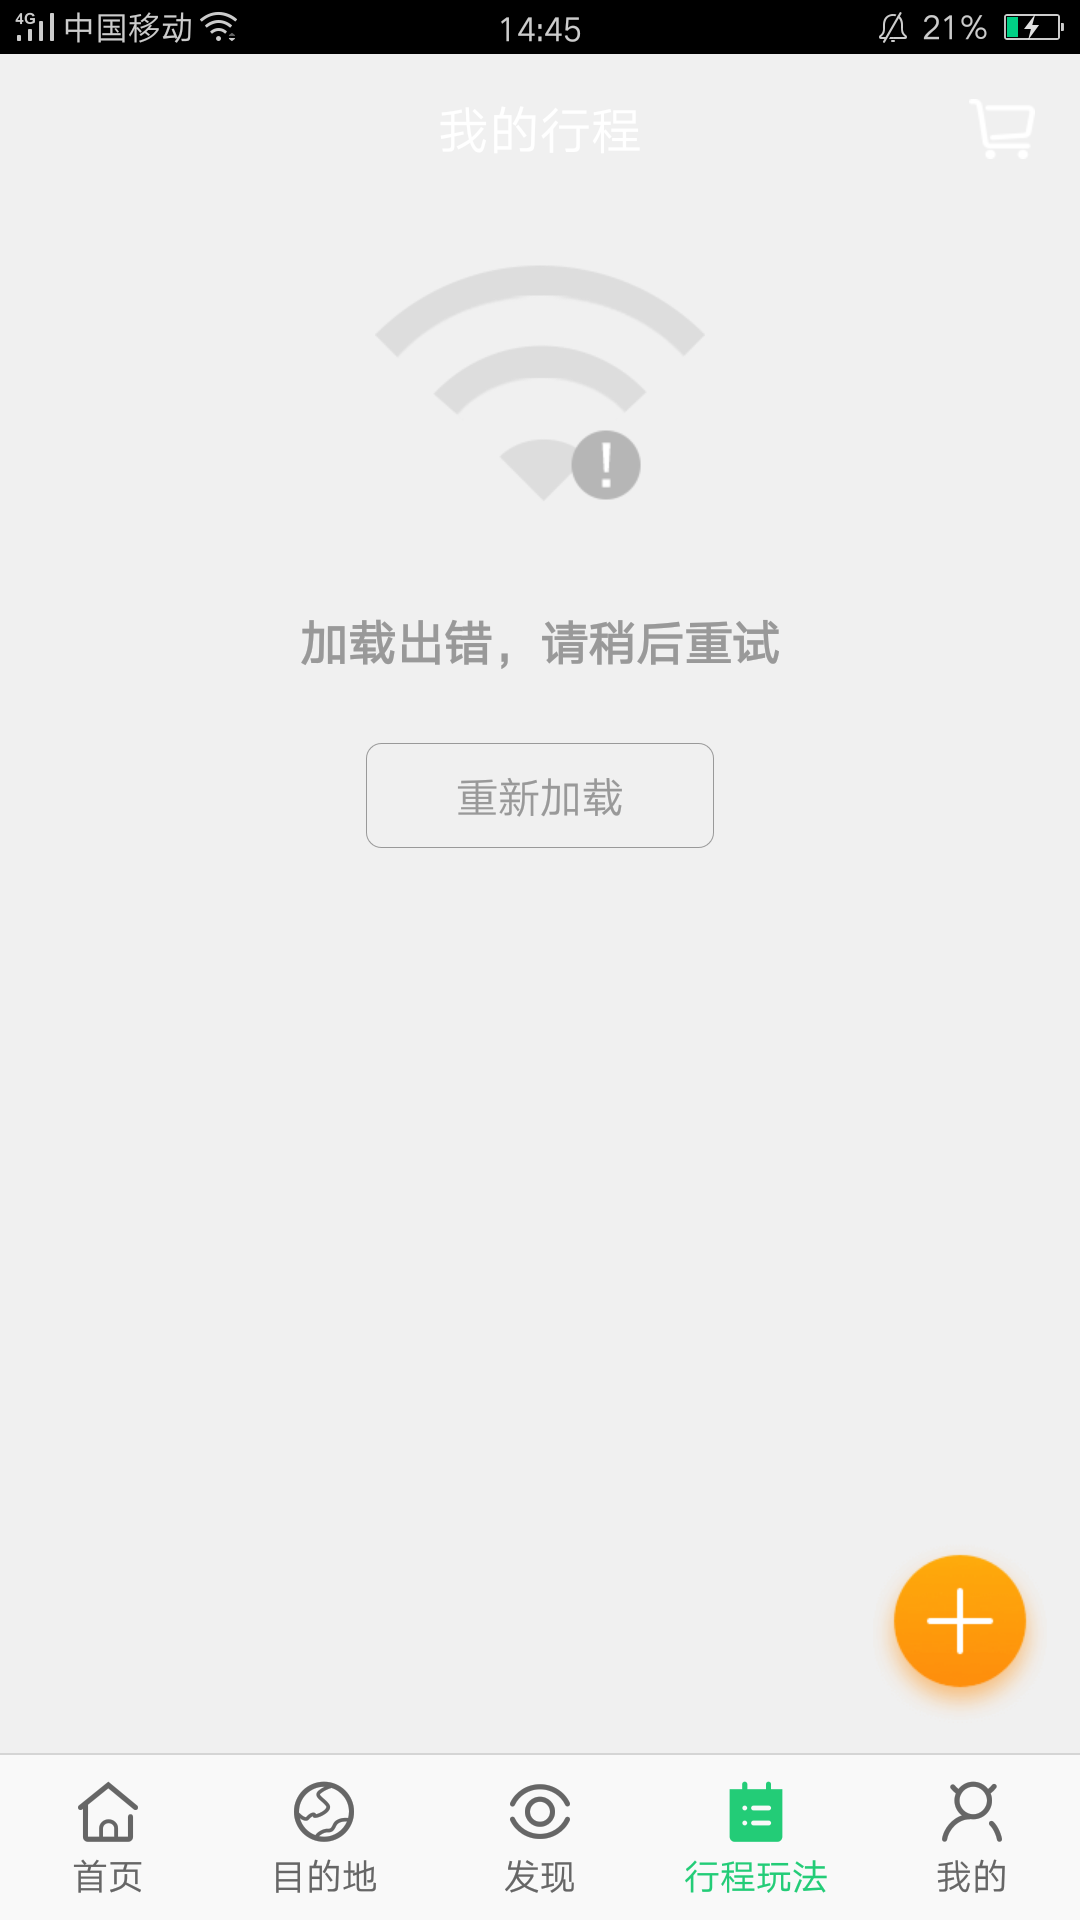 4G 中国移动 14:45 21%
我的行程
加载出错，请稍后重试
重新加载
首页 目的地 发现 行程玩法 我的